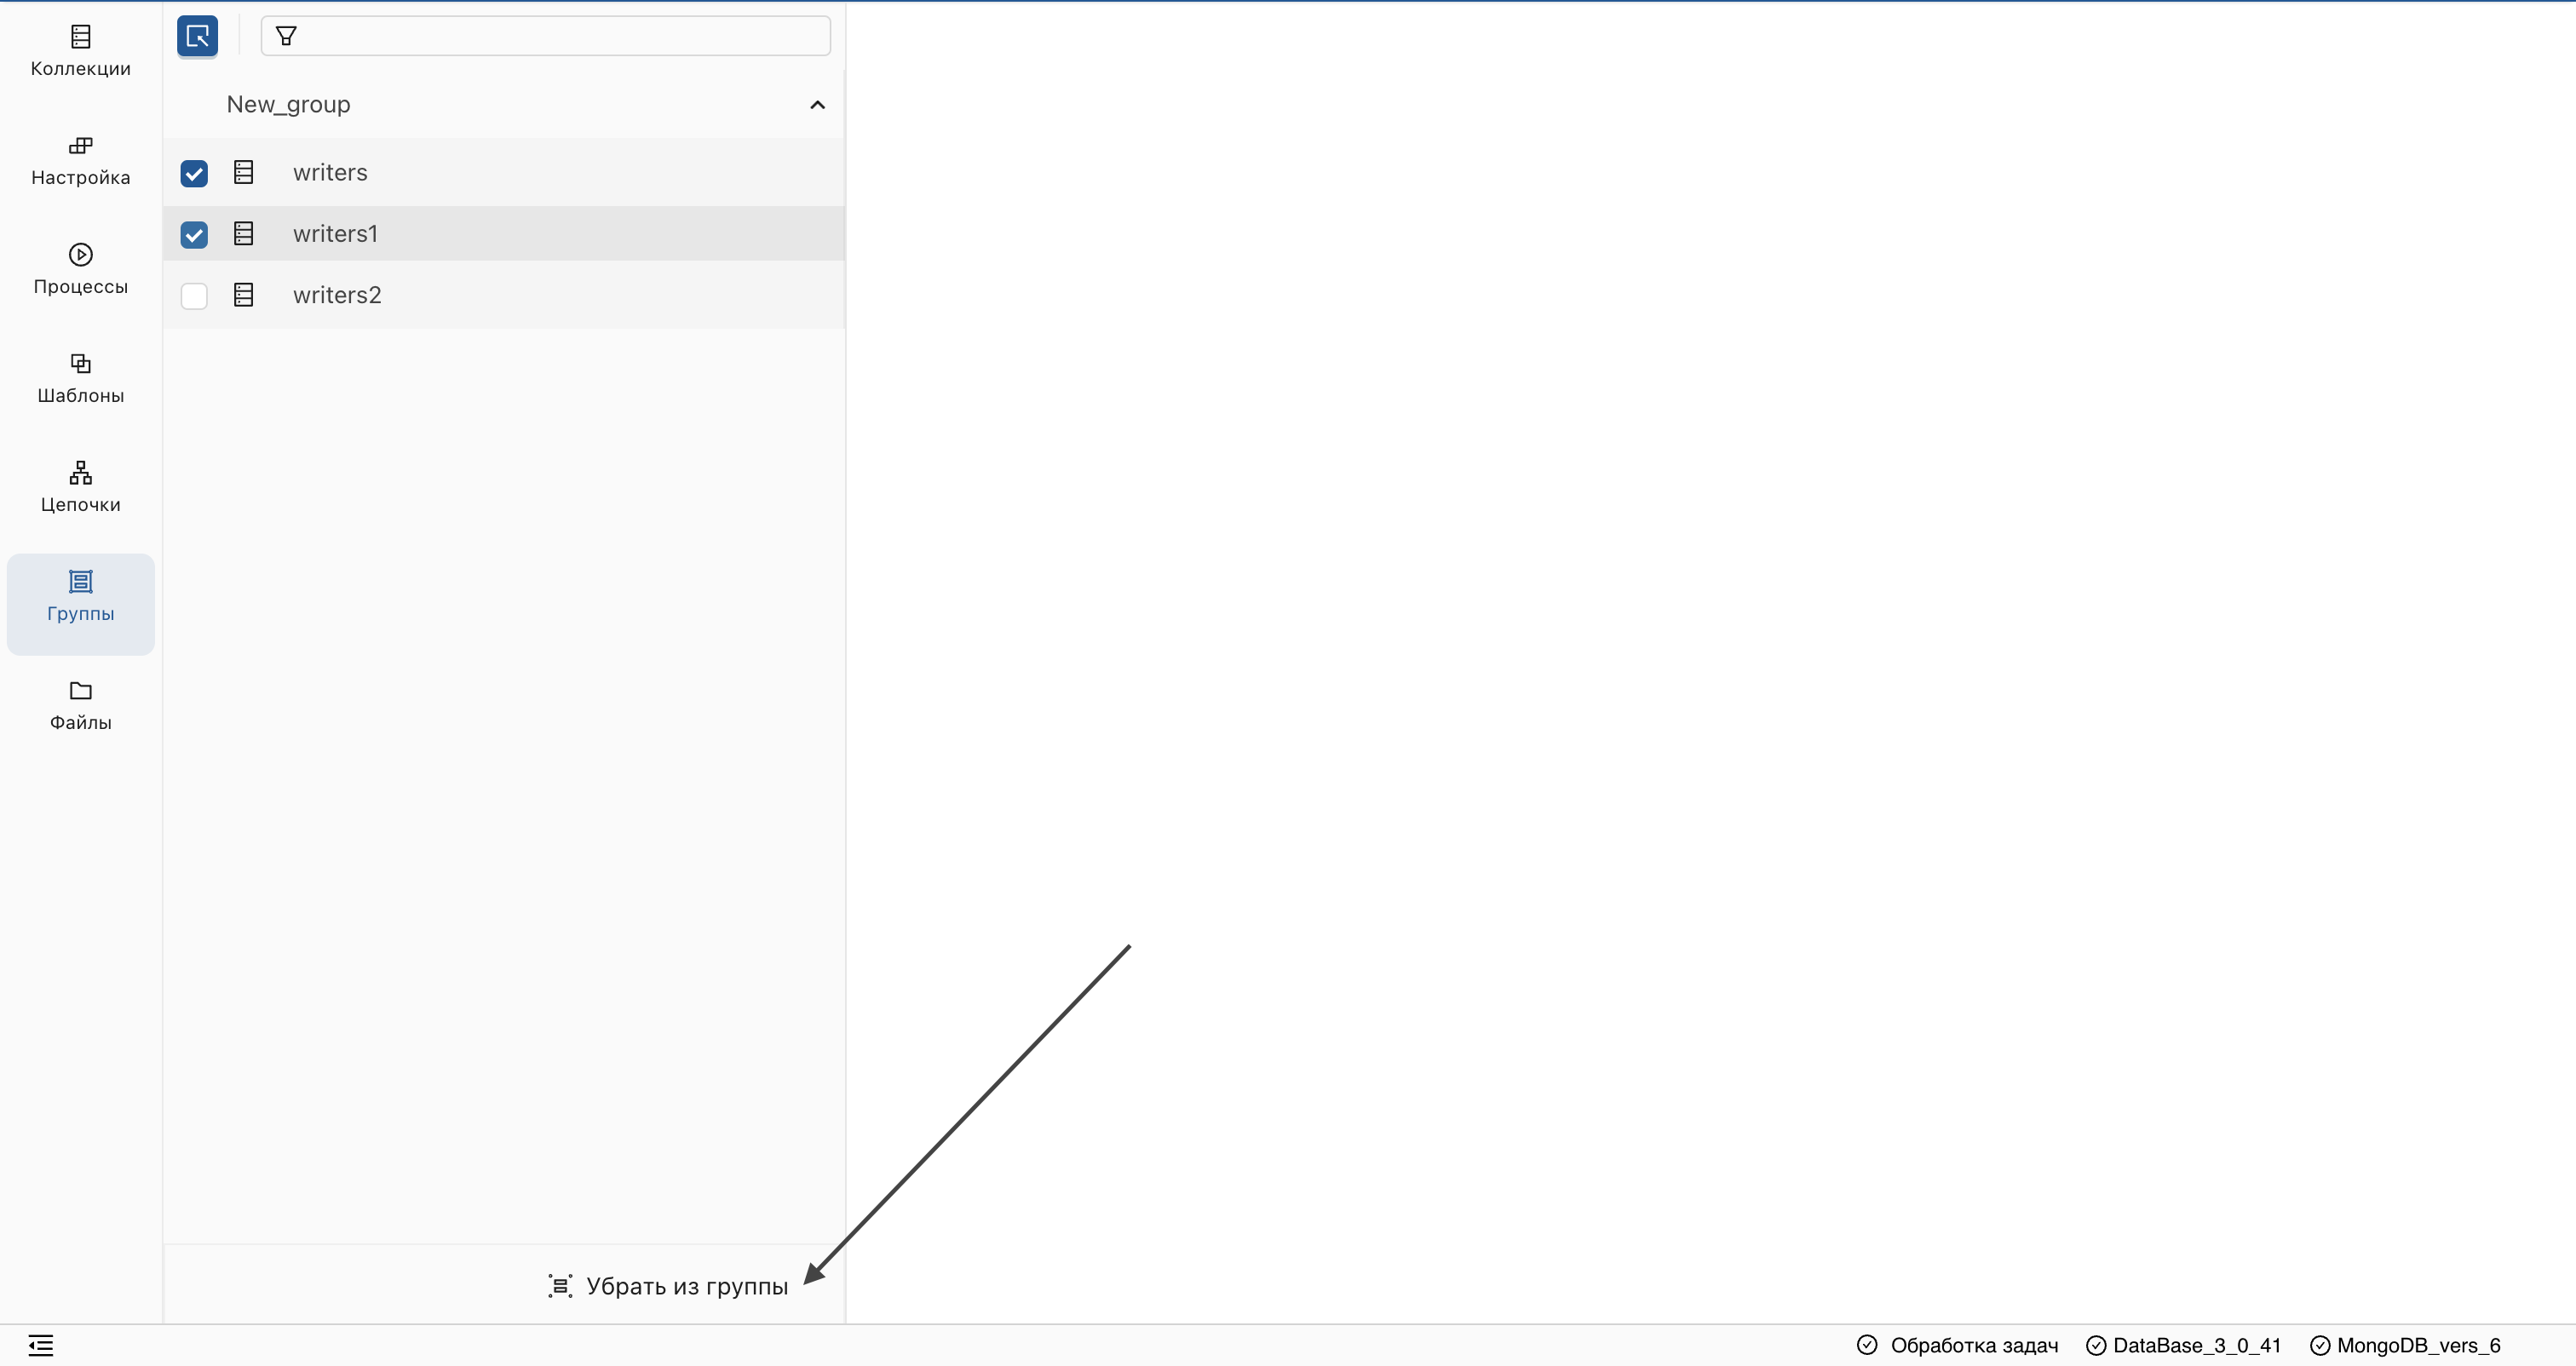 Коллекции
Настройка
Процессы
Шаблоны
Цепочки
Группы
Файлы
New_group
writers
writers1
writers2
Убрать из группы
Обработка задач DataBase_3_0_41 MongoDB_vers_6